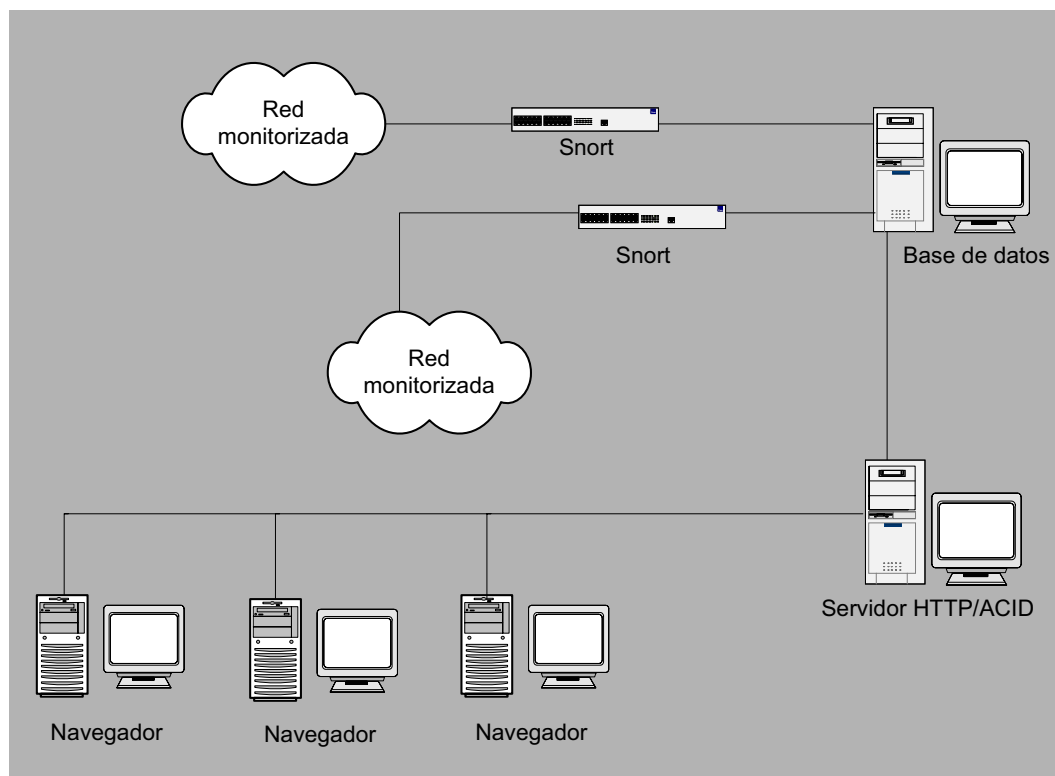 Red
monitorizada
Snort
Snort
Base de datos
Red
monitorizada
Servidor HTTP/ACID
Navegador
Navegador
Navegador